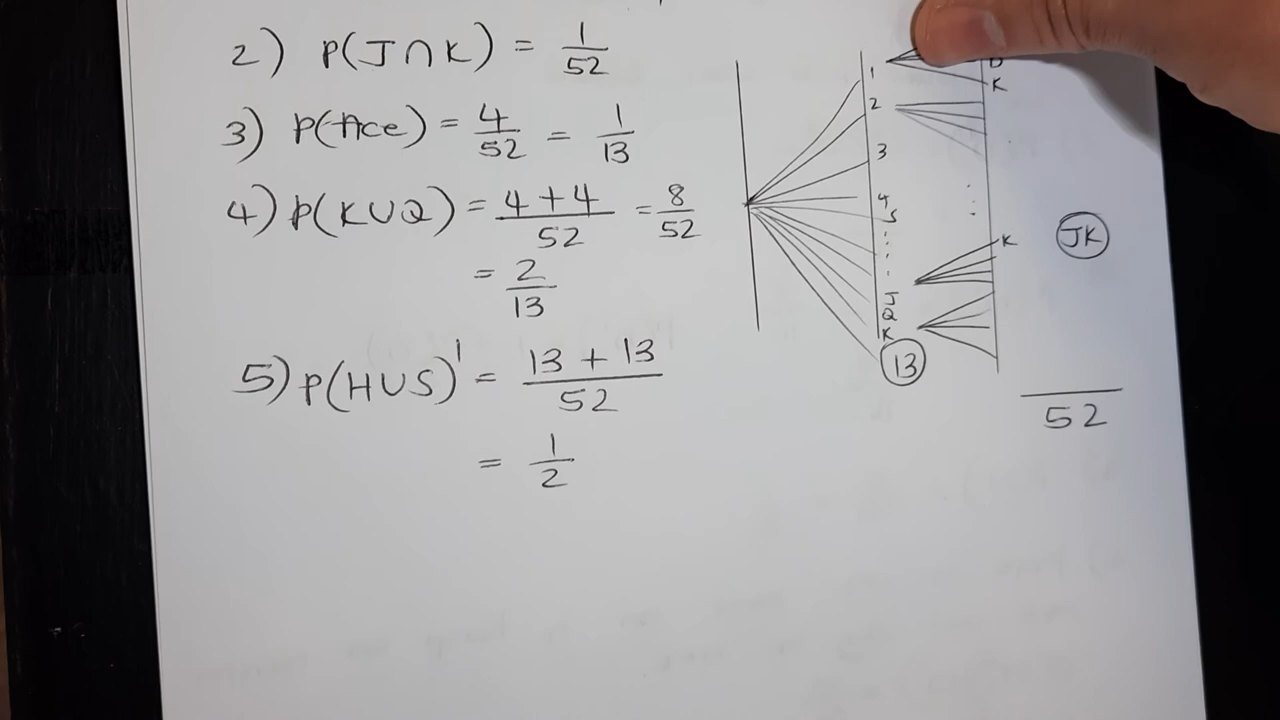 2) P(J∩K) = 1/52
3) P(Ace) = 4/52 = 1/13
4) P(K∪Q) = 4+4/52 = 8/52
= 2/13
5) P(H∪S)' = 13+13/52
= 1/2
1
2
3
4
5
J
Q
K
13
D
K
K
JK
52